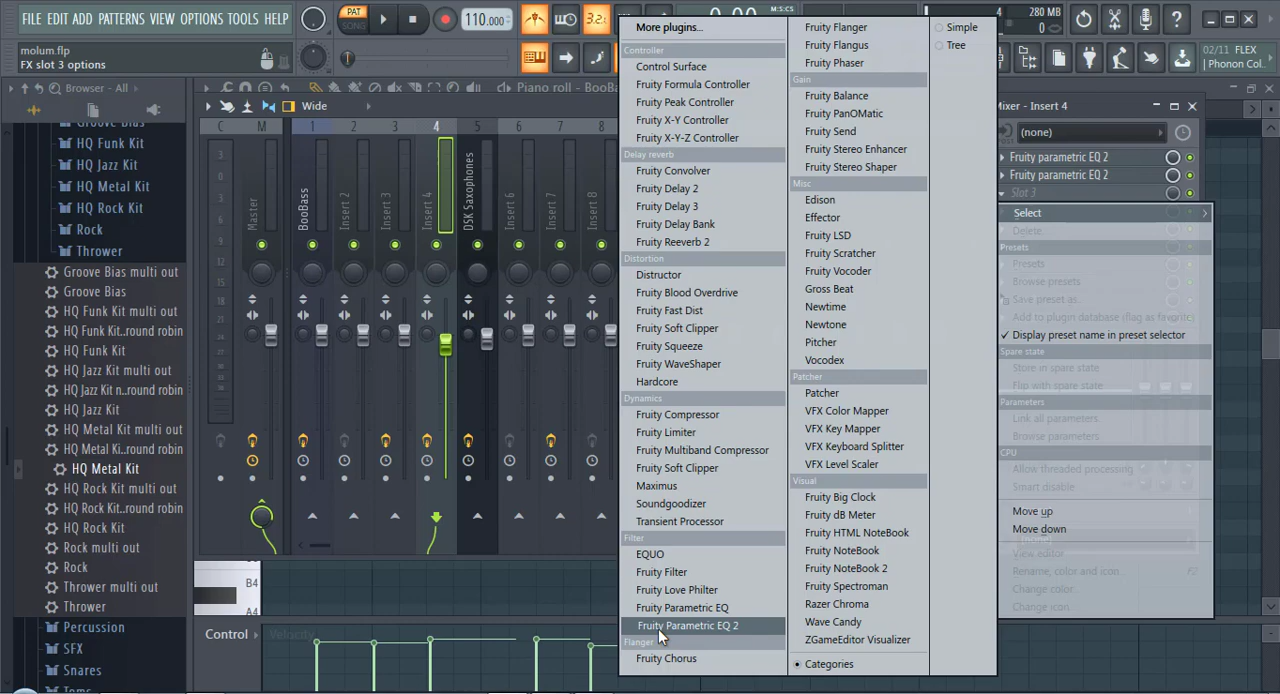 FILE EDIT ADD PATTERNS VIEW OPTIONS TOOLS HELP
molum.flp
FX slot 3 options
PAT
SONG
110.000
3.2
0:00
M:S:CS
4
280 MB
0
02/11 FLEX
Phonon Col..
Browser - All
Piano roll - BooBa
HQ Funk Kit
HQ Jazz Kit
HQ Metal Kit
HQ Rock Kit
Rock
Thrower
Groove Bias multi out
Groove Bias
HQ Funk Kit multi out
HQ Funk Kit..round robin
HQ Funk Kit
HQ Jazz Kit multi out
HQ Jazz Kit n..round robin
HQ Jazz Kit
HQ Metal Kit multi out
HQ Metal Ki..round robin
HQ Metal Kit
HQ Rock Kit multi out
HQ Rock Kit..round robin
HQ Rock Kit
Rock multi out
Rock
Thrower multi out
Thrower
Percussion
SFX
Snares
Toms
Wide
C M 1 2 3 4 5 6 7 8
Master
BooBass
Insert 2
Insert 3
Insert 4
DSK Saxophones
Insert 6
Insert 7
Insert 8
B4
A4
Control
Velocity
More plugins...
Controller
Control Surface
Fruity Formula Controller
Fruity Peak Controller
Fruity X-Y Controller
Fruity X-Y-Z Controller
Delay reverb
Fruity Convolver
Fruity Delay 2
Fruity Delay 3
Fruity Delay Bank
Fruity Reeverb 2
Distortion
Distructor
Fruity Blood Overdrive
Fruity Fast Dist
Fruity Soft Clipper
Fruity Squeeze
Fruity WaveShaper
Hardcore
Dynamics
Fruity Compressor
Fruity Limiter
Fruity Multiband Compressor
Fruity Soft Clipper
Maximus
Soundgoodizer
Transient Processor
Filter
EQUO
Fruity Filter
Fruity Love Philter
Fruity Parametric EQ
Fruity Parametric EQ 2
Flanger
Fruity Chorus
Fruity Flanger
Fruity Flangus
Fruity Phaser
Gain
Fruity Balance
Fruity PanOMatic
Fruity Send
Fruity Stereo Enhancer
Fruity Stereo Shaper
Misc
Edison
Effector
Fruity LSD
Fruity Scratcher
Fruity Vocoder
Gross Beat
Newtime
Newtone
Pitcher
Vocodex
Patcher
Patcher
VFX Color Mapper
VFX Key Mapper
VFX Keyboard Splitter
VFX Level Scaler
Visual
Fruity Big Clock
Fruity dB Meter
Fruity HTML NoteBook
Fruity NoteBook
Fruity NoteBook 2
Fruity Spectroman
Razer Chroma
Wave Candy
ZGameEditor Visualizer
Categories
Simple
Tree
Mixer - Insert 4
(none)
Fruity parametric EQ 2
Fruity parametric EQ 2
Slot 3
Select
Delete
Presets
Presets
Browse presets
Save preset as
Add to plugin database (flag as favorite)
Display preset name in preset selector
Spare state
Store in spare state
Flip with spare state
Parameters
Link all parameters
Browse parameters
CPU
Allow threaded processing
Smart disable
Move up
Move down
View editor
Rename, color and icon... F2
Change color...
Change icon...